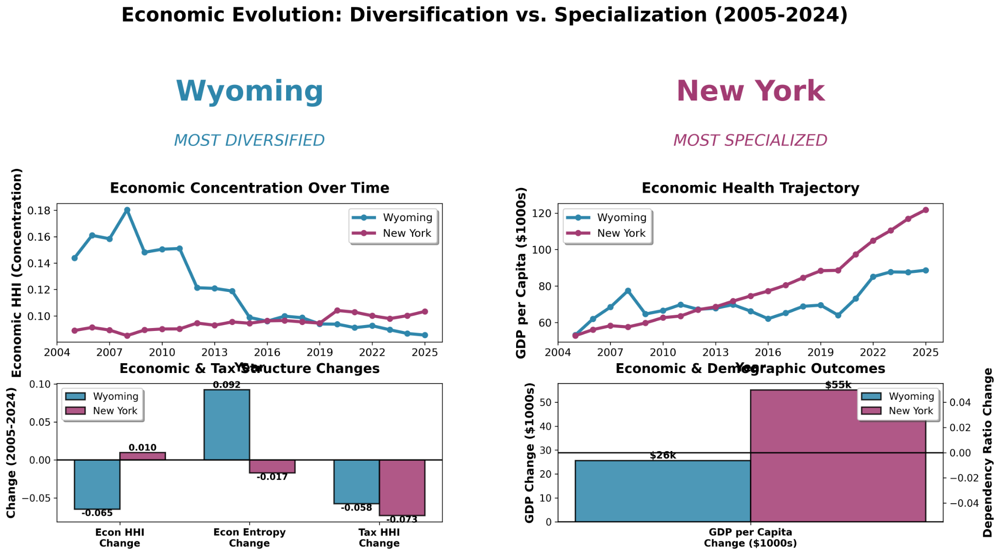 Economic Evolution: Diversification vs. Specialization (2005-2024)
Wyoming
MOST DIVERSIFIED
New York
MOST SPECIALIZED
Economic Concentration Over Time
Economic HHI (Concentration)
0.18
0.16
0.14
0.12
0.10
Wyoming
New York
2004
2007
2010
2013
2016
2019
2022
2025
Year
Economic Health Trajectory
GDP per Capita ($1000s)
120
100
80
60
Wyoming
New York
2004
2007
2010
2013
2016
2019
2022
2025
Year
Economic & Tax Structure Changes
Change (2005-2024)
0.10
0.05
0.00
−0.05
Wyoming
New York
-0.065
0.010
0.092
-0.017
-0.058
-0.073
Econ HHI
Change
Econ Entropy
Change
Tax HHI
Change
Economic & Demographic Outcomes
GDP Change ($1000s)
50
40
30
20
10
0
$26k
$55k
Wyoming
New York
0.04
0.02
0.00
−0.02
−0.04
Dependency Ratio Change
GDP per Capita
Change ($1000s)